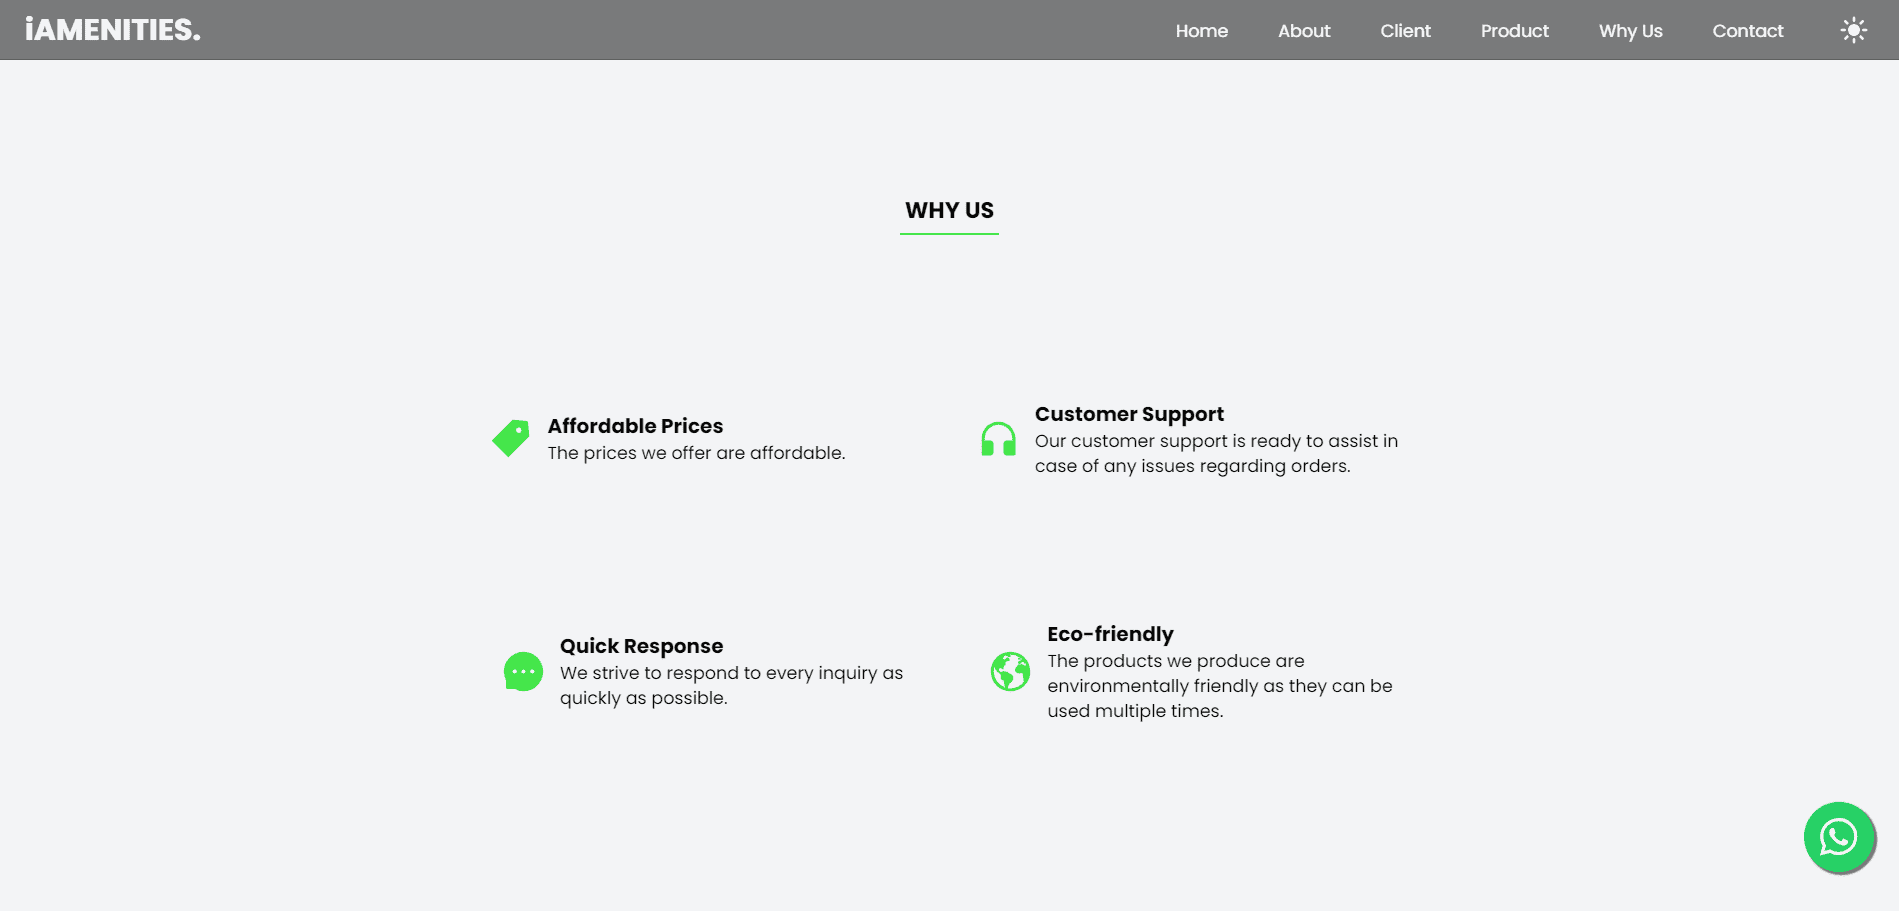 iAMENITIES.
Home
About
Client
Product
Why Us
Contact
WHY US
Affordable Prices
The prices we offer are affordable.
Customer Support
Our customer support is ready to assist in
case of any issues regarding orders.
Quick Response
We strive to respond to every inquiry as
quickly as possible.
Eco-friendly
The products we produce are
environmentally friendly as they can be
used multiple times.